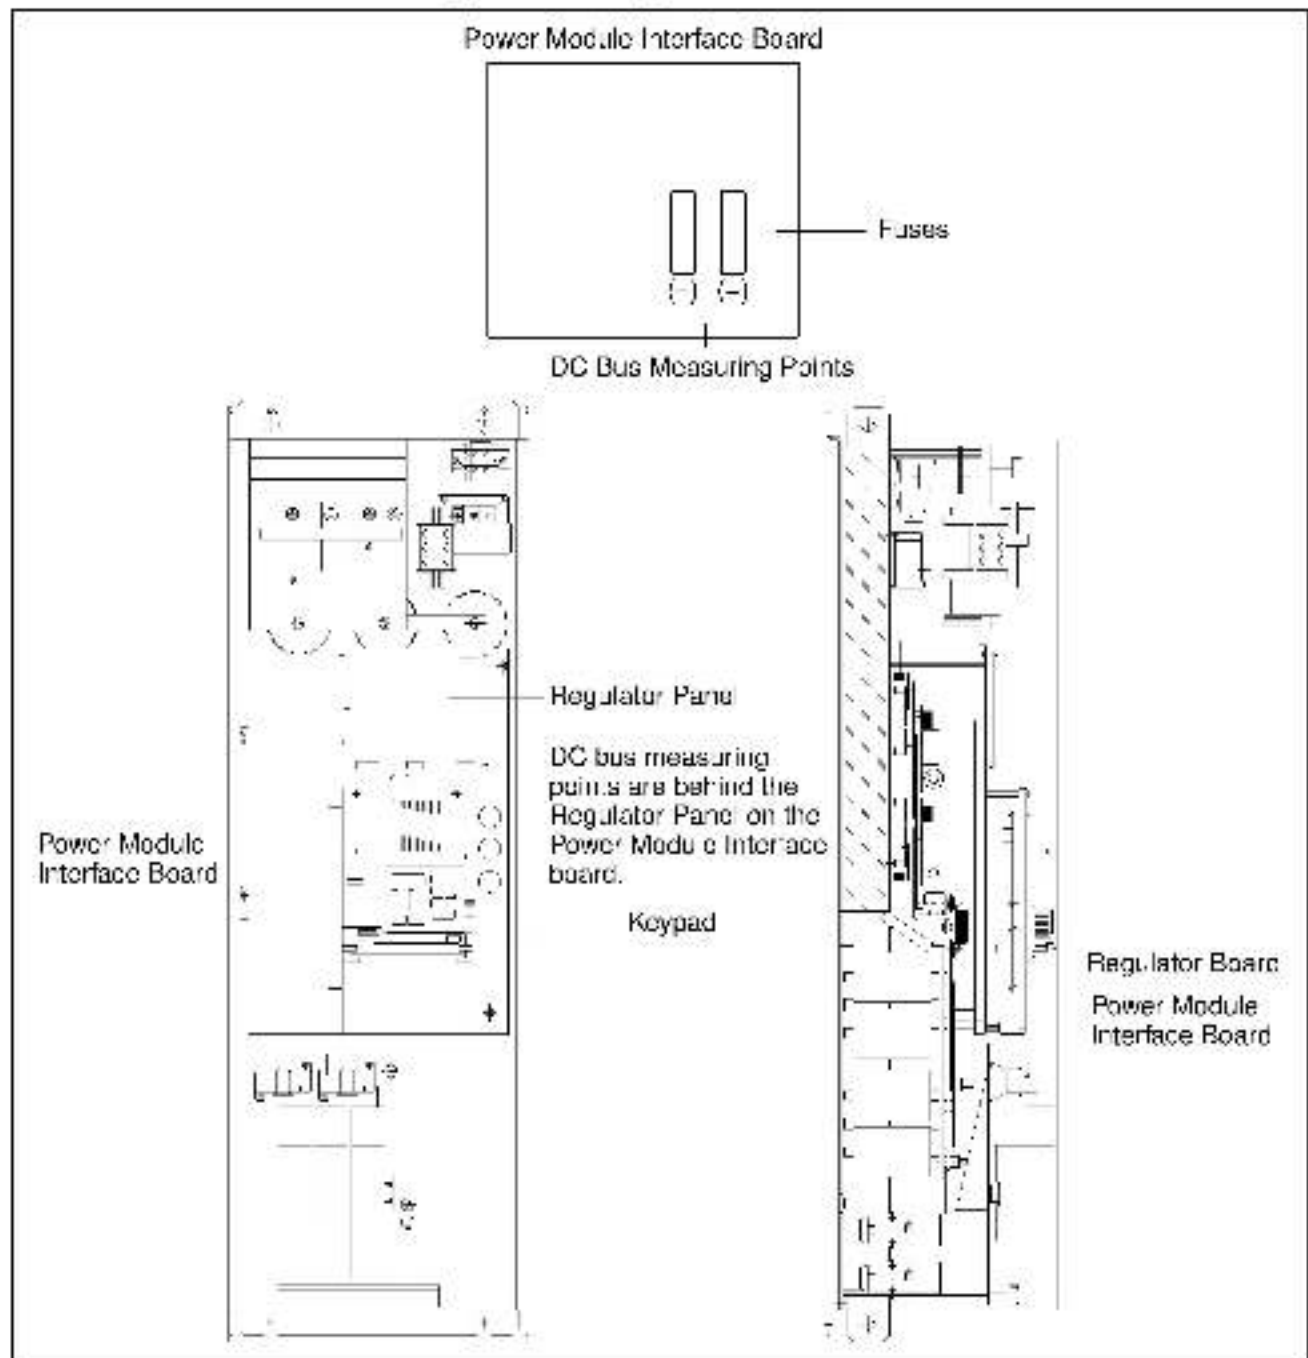 Power Module Interface Board
Fuses
DC Bus Measuring Points
Regulator Panel
DC bus measuring
points are behind the
Regulator Panel on the
Power Module Interface
board.
Power Module
Interface Board
Keypad
Regulator Board
Power Module
Interface Board